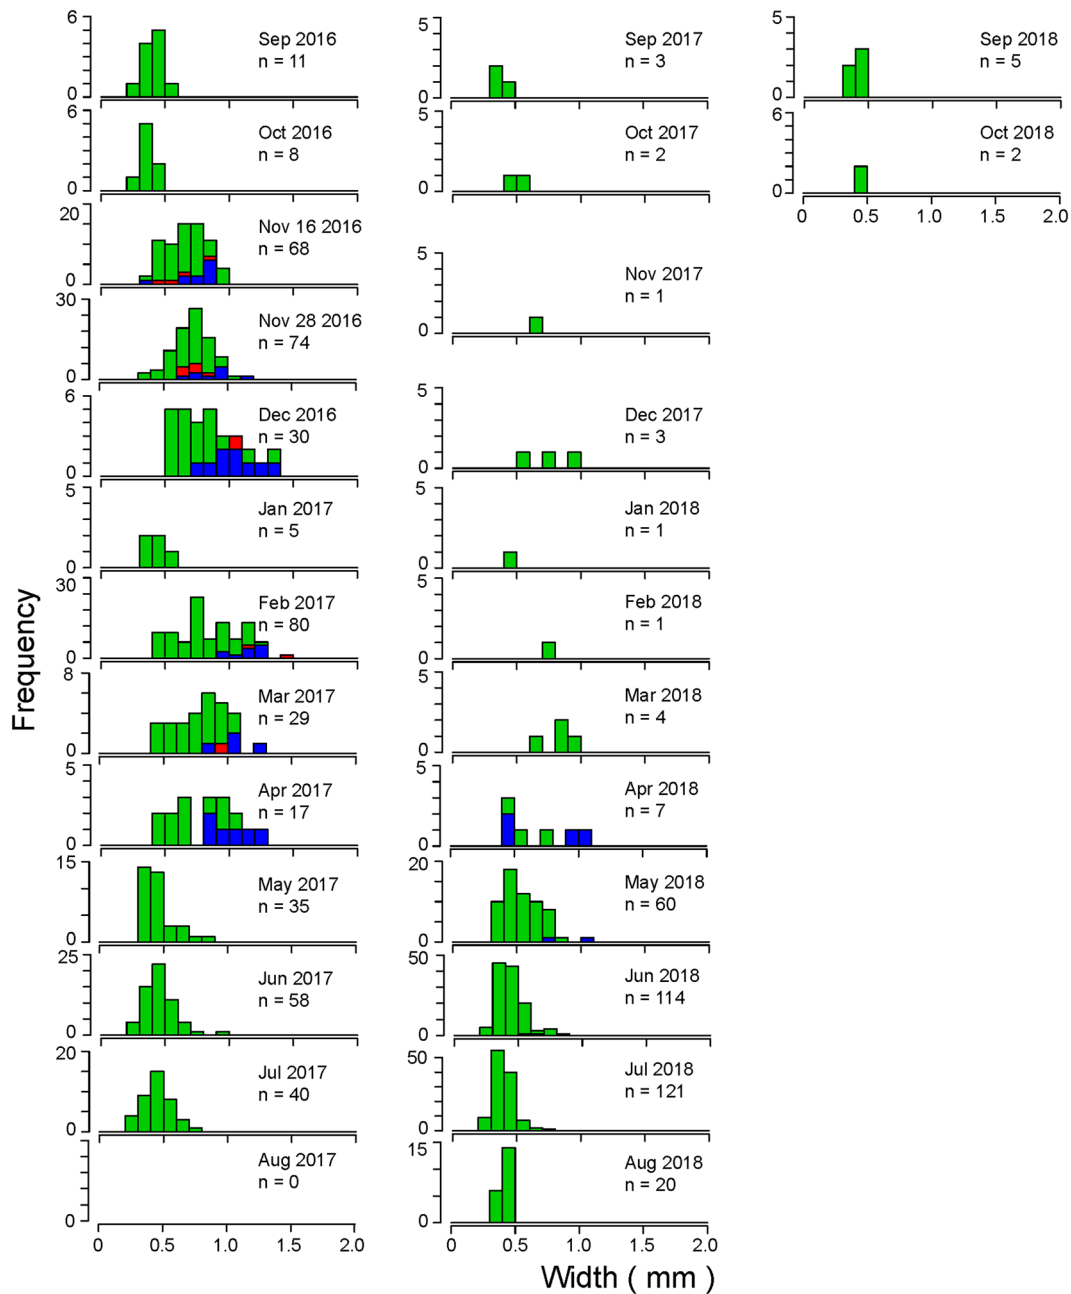 Frequency
6
0
Sep 2016
n = 11
6
0
Oct 2016
n = 8
20
0
Nov 16 2016
n = 68
30
0
Nov 28 2016
n = 74
6
0
Dec 2016
n = 30
5
0
Jan 2017
n = 5
30
0
Feb 2017
n = 80
8
0
Mar 2017
n = 29
5
0
Apr 2017
n = 17
15
0
May 2017
n = 35
25
0
Jun 2017
n = 58
20
0
Jul 2017
n = 40
0
Aug 2017
n = 0
0 0.5 1.0 1.5 2.0
5
0
Sep 2017
n = 3
5
0
Oct 2017
n = 2
5
0
Nov 2017
n = 1
5
0
Dec 2017
n = 3
5
0
Jan 2018
n = 1
5
0
Feb 2018
n = 1
5
0
Mar 2018
n = 4
5
0
Apr 2018
n = 7
20
0
May 2018
n = 60
50
0
Jun 2018
n = 114
50
0
Jul 2018
n = 121
15
0
Aug 2018
n = 20
0 0.5 1.0 1.5 2.0
Width ( mm )
5
0
Sep 2018
n = 5
6
0
Oct 2018
n = 2
0 0.5 1.0 1.5 2.0